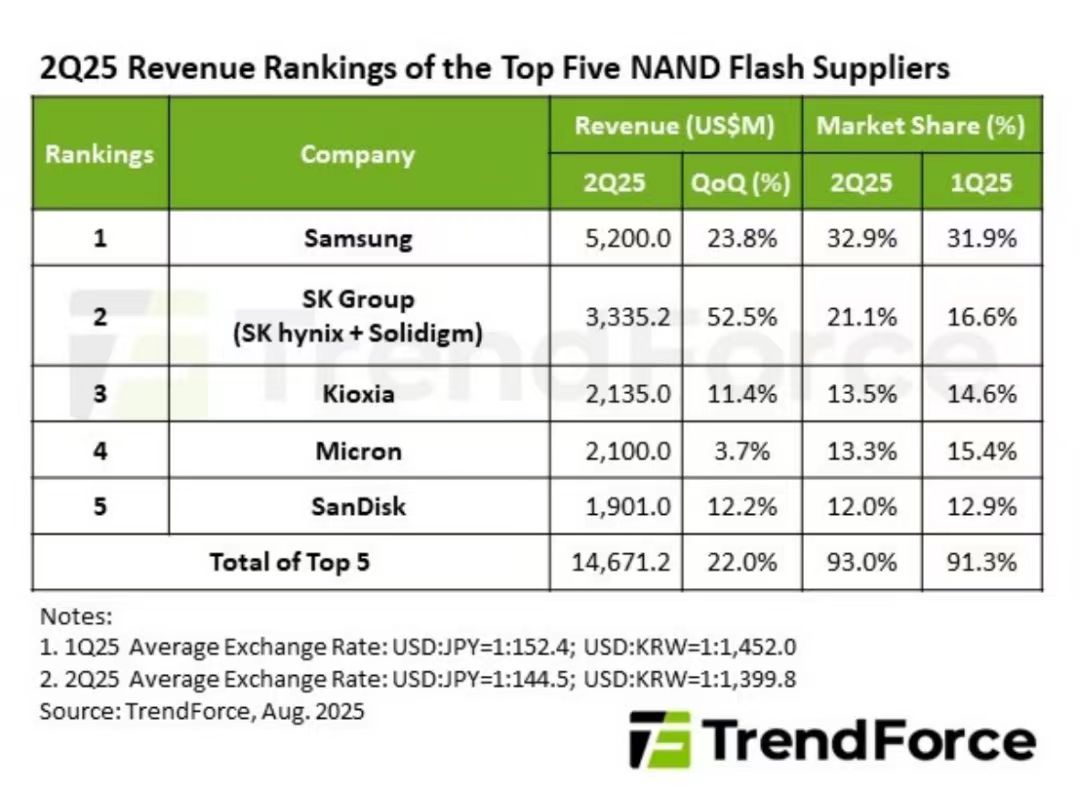 2Q25 Revenue Rankings of the Top Five NAND Flash Suppliers
Rankings Company Revenue (US$M) Market Share (%)
2Q25 QoQ (%) 2Q25 1Q25
1 Samsung 5,200.0 23.8% 32.9% 31.9%
2 SK Group (SK hynix + Solidigm) 3,335.2 52.5% 21.1% 16.6%
3 Kioxia 2,135.0 11.4% 13.5% 14.6%
4 Micron 2,100.0 3.7% 13.3% 15.4%
5 SanDisk 1,901.0 12.2% 12.0% 12.9%
Total of Top 5 14,671.2 22.0% 93.0% 91.3%
Notes:
1. 1Q25 Average Exchange Rate: USD:JPY=1:152.4; USD:KRW=1:1,452.0
2. 2Q25 Average Exchange Rate: USD:JPY=1:144.5; USD:KRW=1:1,399.8
Source: TrendForce, Aug. 2025
TrendForce
TrendForce